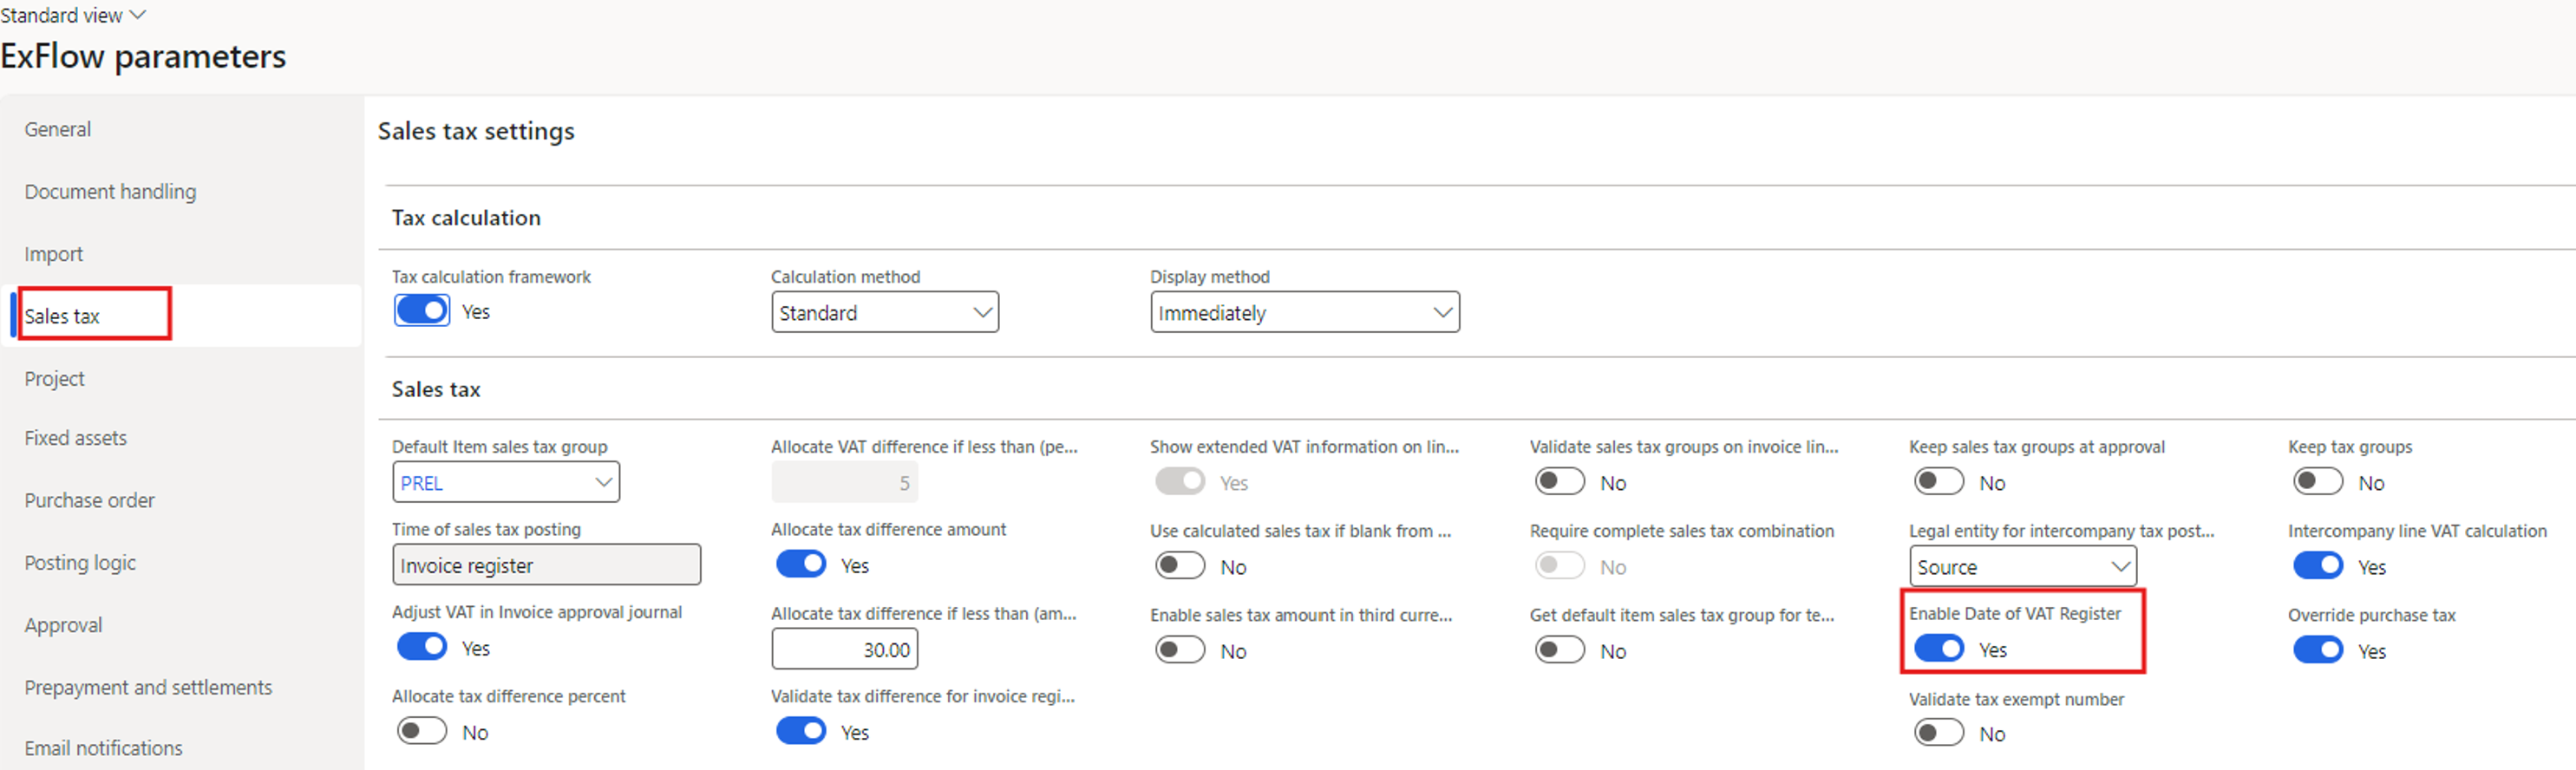 Standard view
ExFlow parameters
General
Document handling
Import
Sales tax
Project
Fixed assets
Purchase order
Posting logic
Approval
Prepayment and settlements
Email notifications
Sales tax settings
Tax calculation
Tax calculation framework
Yes
Calculation method
Standard
Display method
Immediately
Sales tax
Default Item sales tax group
PREL
Time of sales tax posting
Invoice register
Adjust VAT in Invoice approval journal
Yes
Allocate tax difference percent
No
Allocate VAT difference if less than (pe...
5
Allocate tax difference amount
Yes
Allocate tax difference if less than (am...
30.00
Validate tax difference for invoice regi...
Yes
Show extended VAT information on lin...
Yes
Use calculated sales tax if blank from ...
No
Enable sales tax amount in third curre...
No
Validate sales tax groups on invoice lin...
No
Require complete sales tax combination
No
Get default item sales tax group for te...
No
Keep sales tax groups at approval
No
Legal entity for intercompany tax post...
Source
Enable Date of VAT Register
Yes
Validate tax exempt number
No
Keep tax groups
No
Intercompany line VAT calculation
Yes
Override purchase tax
Yes